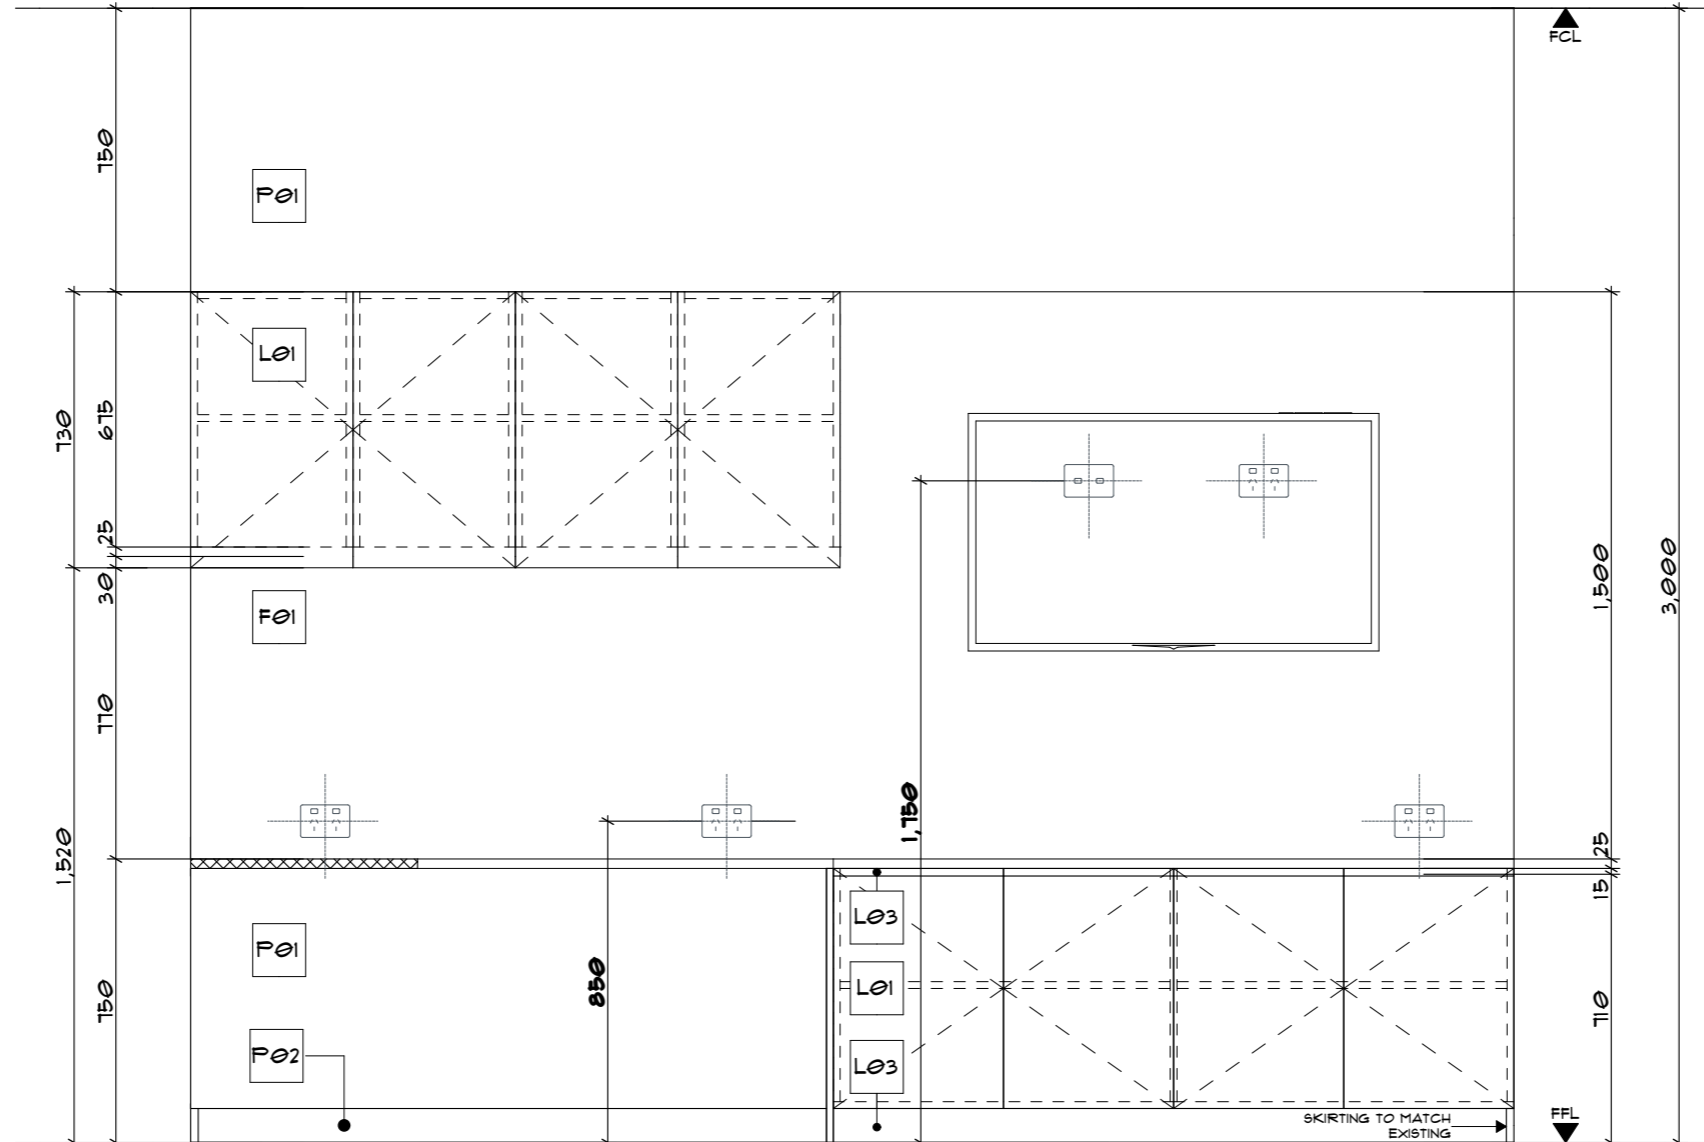 FCL
750
P01
L01
730
675
25
30
F01
1,500
3,000
770
1,750
1,520
25
15
L03
P01
850
L01
750
710
P02
L03
SKIRTING TO MATCH
EXISTING
FFL